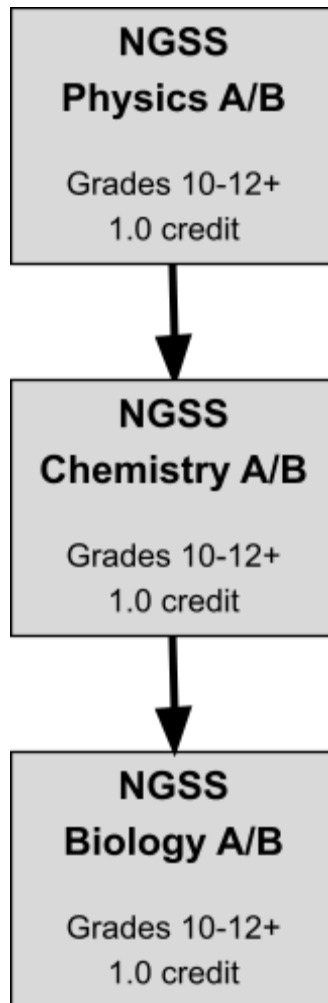 NGSS
Physics A/B
Grades 10-12+
1.0 credit
NGSS
Chemistry A/B
Grades 10-12+
1.0 credit
NGSS
Biology A/B
Grades 10-12+
1.0 credit